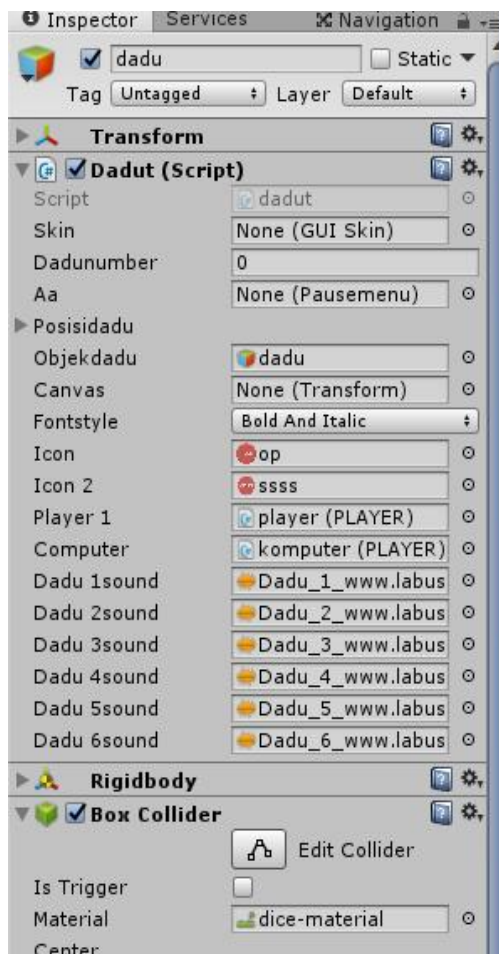 Inspector Services Navigation
dadu Static
Tag Untagged Layer Default
Transform
Dadut (Script)
Script dadut
Skin None (GUI Skin)
Dadunumber 0
Aa None (Pausemenu)
Posisidadu
Objekdadu dadu
Canvas None (Transform)
Fontstyle Bold And Italic
Icon op
Icon 2 ssss
Player 1 player (PLAYER)
Computer komputer (PLAYER)
Dadu 1sound Dadu_1_www.labus
Dadu 2sound Dadu_2_www.labus
Dadu 3sound Dadu_3_www.labus
Dadu 4sound Dadu_4_www.labus
Dadu 5sound Dadu_5_www.labus
Dadu 6sound Dadu_6_www.labus
Rigidbody
Box Collider
Edit Collider
Is Trigger
Material dice-material
Center